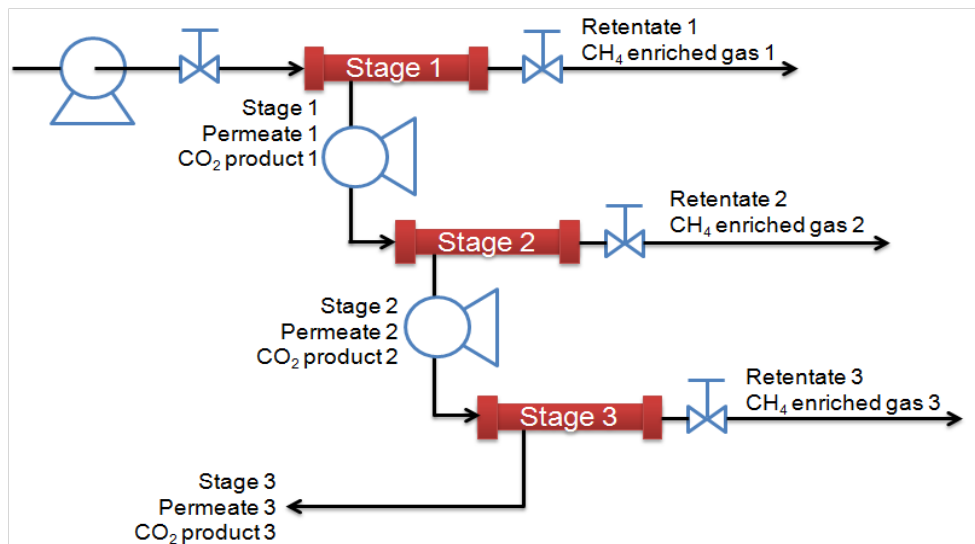 Retentate 1
CH₄ enriched gas 1
Stage 1
Stage 1
Permeate 1
CO₂ product 1
Retentate 2
CH₄ enriched gas 2
Stage 2
Stage 2
Permeate 2
CO₂ product 2
Retentate 3
CH₄ enriched gas 3
Stage 3
Stage 3
Permeate 3
CO₂ product 3